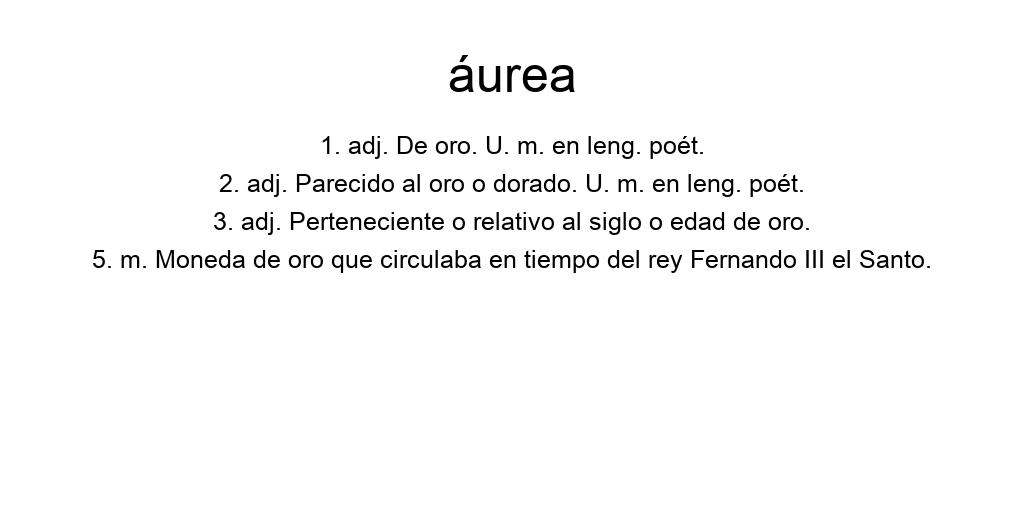 áurea
1. adj. De oro. U. m. en leng. poét.
2. adj. Parecido al oro o dorado. U. m. en leng. poét.
3. adj. Perteneciente o relativo al siglo o edad de oro.
5. m. Moneda de oro que circulaba en tiempo del rey Fernando III el Santo.